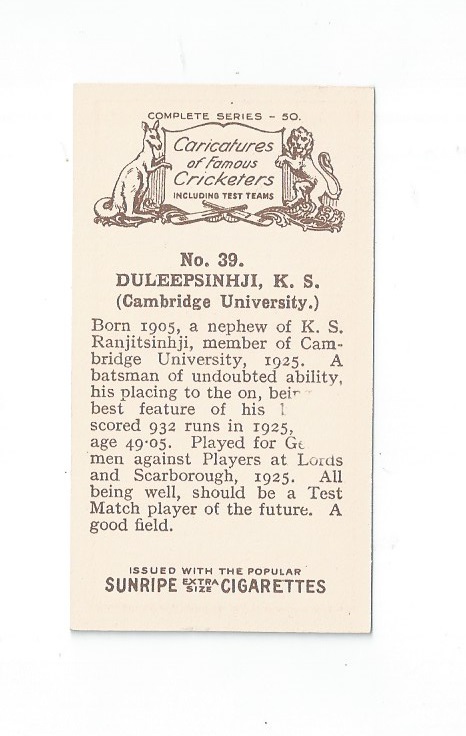 COMPLETE SERIES - 50.
Caricatures
of Famous
Cricketers
INCLUDING TEST TEAMS
No. 39.
DULEEPSINHJI, K. S.
(Cambridge University.)
Born 1905, a nephew of K. S.
Ranjitsinhji, member of Cam-
bridge University, 1925. A
batsman of undoubted ability,
his placing to the on,
best feature of his
scored 932 runs in 1925,
age 49·05. Played for
men against Players at Lords
and Scarborough, 1925. All
being well, should be a Test
Match player of the future. A
good field.
ISSUED WITH THE POPULAR
SUNRIPE EXTRA SIZE CIGARETTES